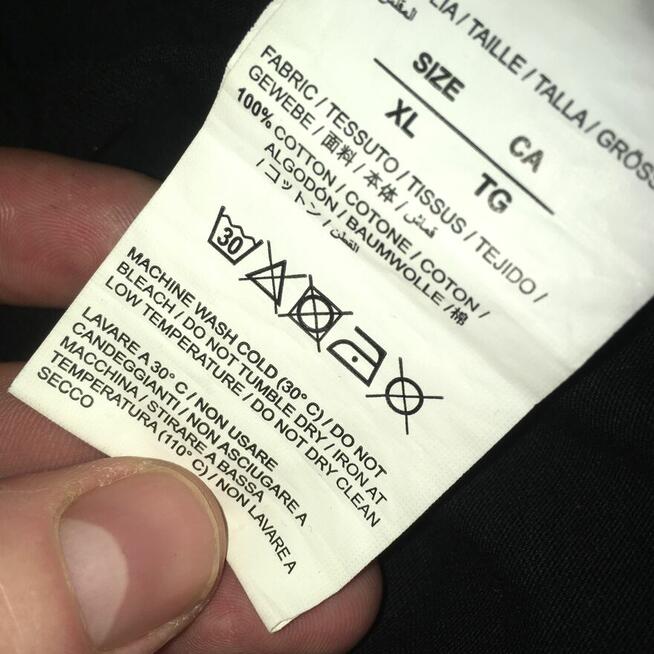 LIA / TAILLE / TALLA / GRÖSS
المقاس
SIZE CA
XL TG
FABRIC / TESSUTO / TISSUS / TEJIDO /
GEWEBE / 面料 / 本体 / قماش
100% COTTON / COTONE / COTON /
ALGODÓN / BAUMWOLLE / 棉
/ コットン / القطن
30
MACHINE WASH COLD (30° C) / DO NOT
BLEACH / DO NOT TUMBLE DRY / IRON AT
LOW TEMPERATURE / DO NOT DRY CLEAN
LAVARE A 30° C / NON USARE
CANDEGGIANTI / NON ASCIUGARE A
MACCHINA / STIRARE A BASSA
TEMPERATURA (110° C) / NON LAVARE A
SECCO